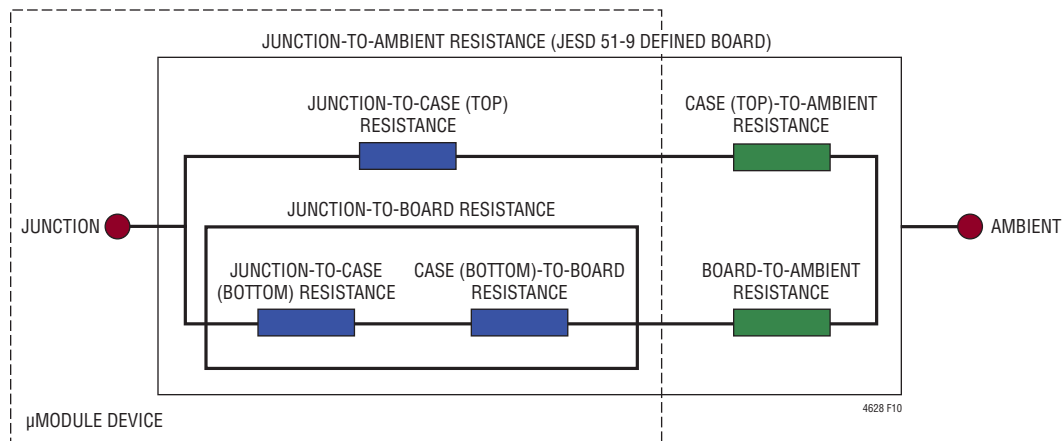 JUNCTION-TO-AMBIENT RESISTANCE (JESD 51-9 DEFINED BOARD)
JUNCTION-TO-CASE (TOP)
RESISTANCE
CASE (TOP)-TO-AMBIENT
RESISTANCE
JUNCTION
JUNCTION-TO-BOARD RESISTANCE
AMBIENT
JUNCTION-TO-CASE
(BOTTOM) RESISTANCE
CASE (BOTTOM)-TO-BOARD
RESISTANCE
BOARD-TO-AMBIENT
RESISTANCE
4628 F10
µMODULE DEVICE